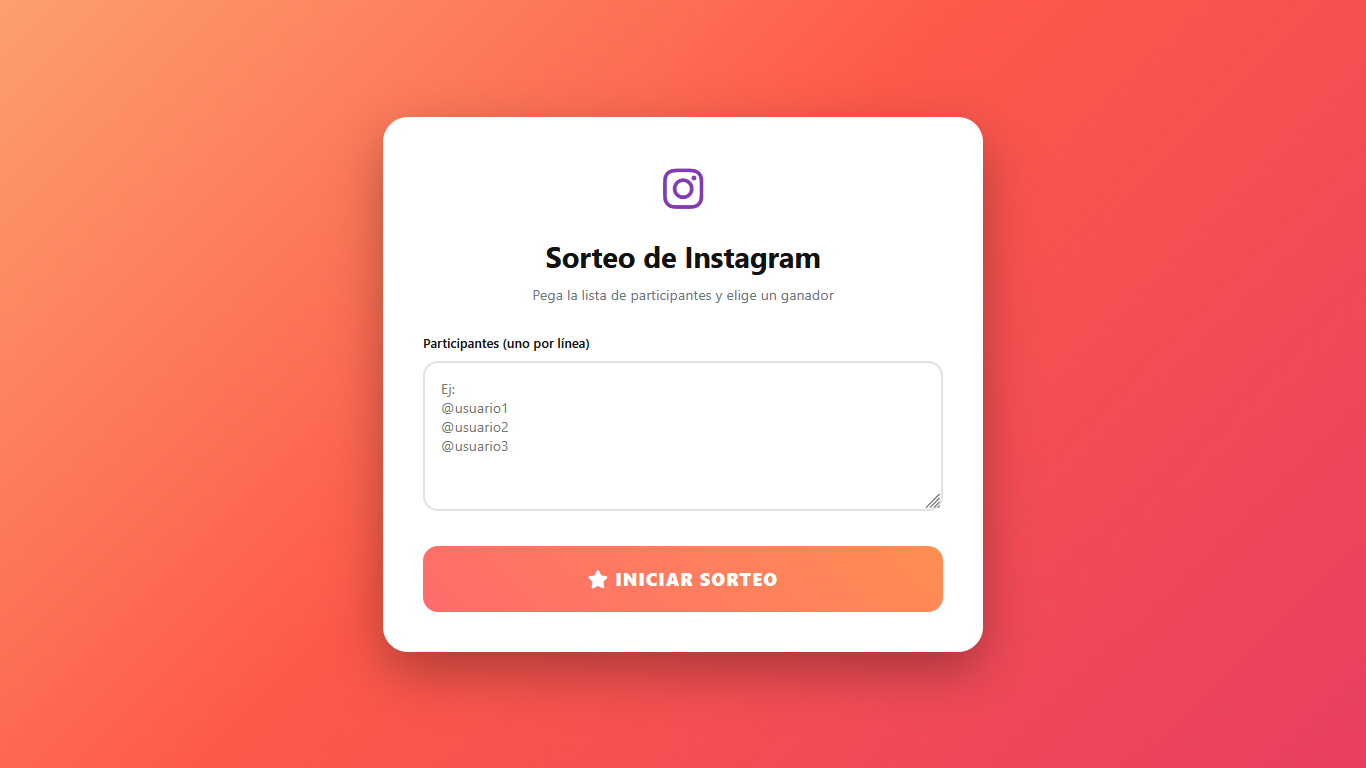 Sorteo de Instagram
Pega la lista de participantes y elige un ganador
Participantes (uno por línea)
Ej:
@usuario1
@usuario2
@usuario3
INICIAR SORTEO